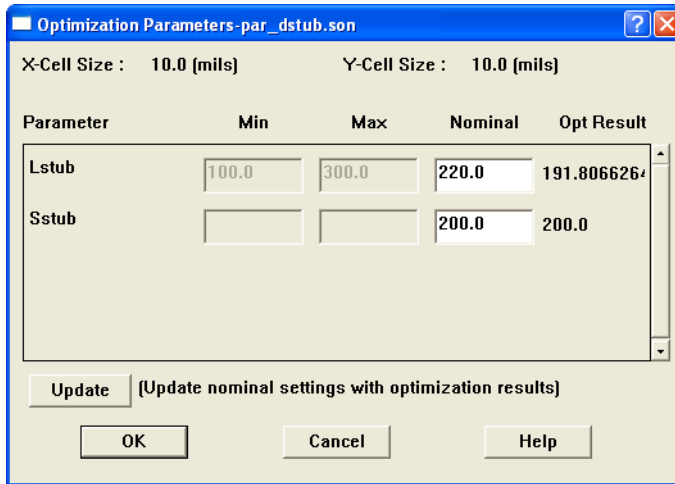 Optimization Parameters-par_dstub.son
X-Cell Size : 10.0 (mils) Y-Cell Size : 10.0 (mils)
Parameter Min Max Nominal Opt Result
Lstub 100.0 300.0 220.0 191.8066264
Sstub 200.0 200.0
Update (Update nominal settings with optimization results)
OK Cancel Help